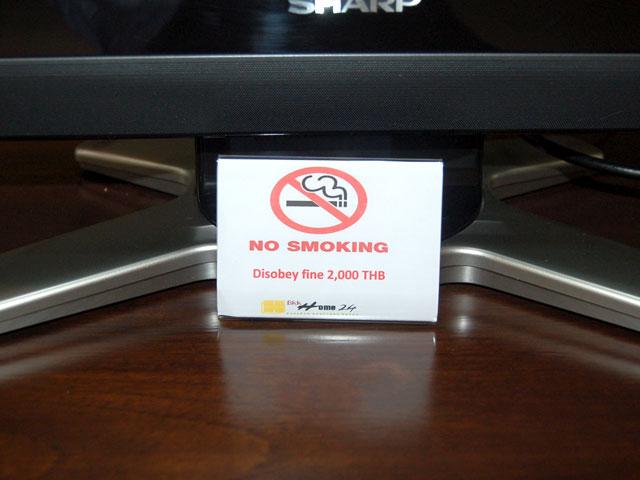 SHARP
NO SMOKING
Disobey fine 2,000 THB
Bkk Home 24